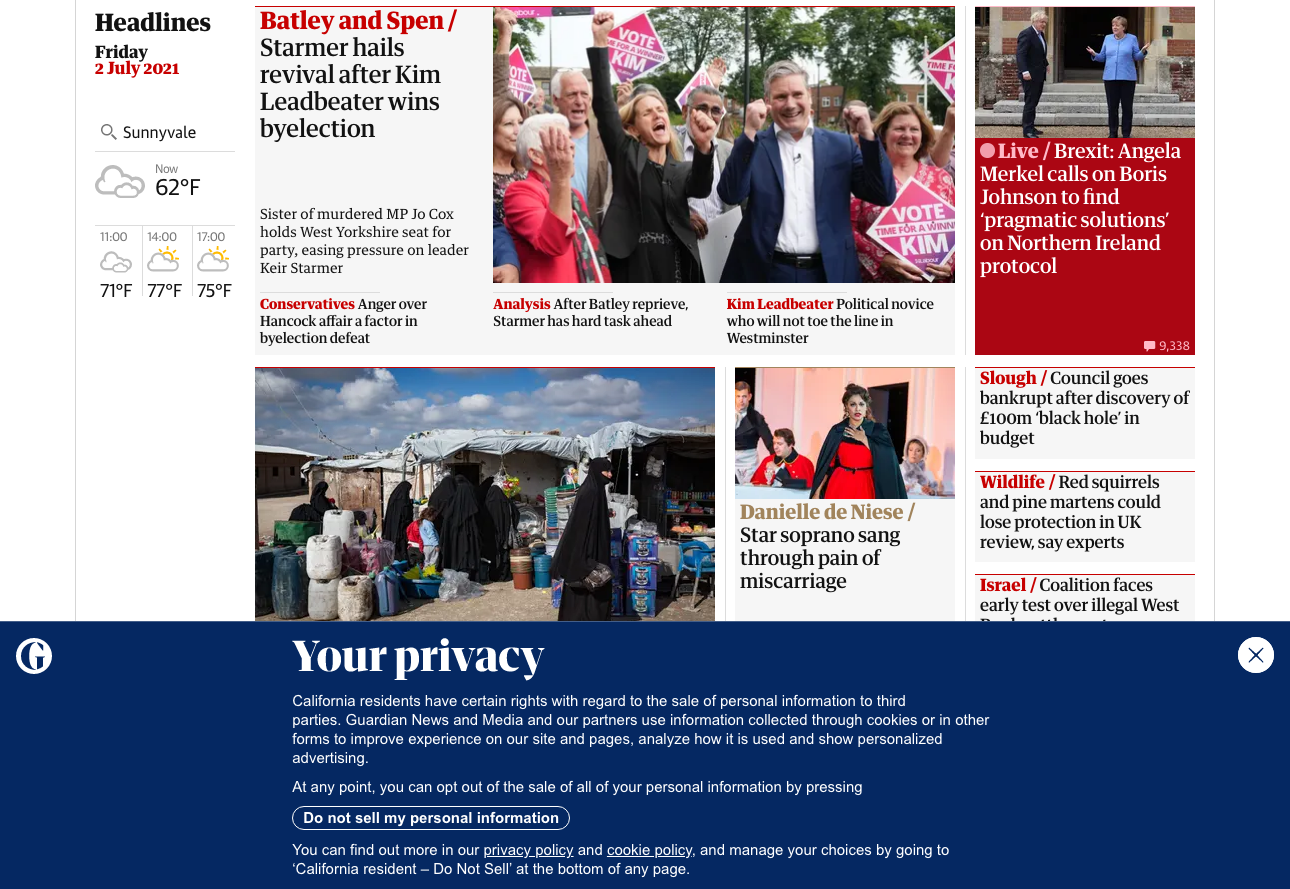 Headlines
Friday
2 July 2021
Sunnyvale
Now
62°F
11:00
14:00
17:00
71°F
77°F
75°F
Batley and Spen /
Starmer hails
revival after Kim
Leadbeater wins
byelection
Sister of murdered MP Jo Cox
holds West Yorkshire seat for
party, easing pressure on leader
Keir Starmer
VOTE
TIME FOR A WINNER!
KIM
VOTE
KIM
VOTE
TIME FOR A WINNER!
KIM
Labour
Conservatives Anger over
Hancock affair a factor in
byelection defeat
Analysis After Batley reprieve,
Starmer has hard task ahead
Kim Leadbeater Political novice
who will not toe the line in
Westminster
Live / Brexit: Angela
Merkel calls on Boris
Johnson to find
‘pragmatic solutions’
on Northern Ireland
protocol
9,338
Danielle de Niese /
Star soprano sang
through pain of
miscarriage
Slough / Council goes
bankrupt after discovery of
£100m ‘black hole’ in
budget
Wildlife / Red squirrels
and pine martens could
lose protection in UK
review, say experts
Israel / Coalition faces
early test over illegal West
Your privacy
California residents have certain rights with regard to the sale of personal information to third
parties. Guardian News and Media and our partners use information collected through cookies or in other
forms to improve experience on our site and pages, analyze how it is used and show personalized
advertising.
At any point, you can opt out of the sale of all of your personal information by pressing
Do not sell my personal information
You can find out more in our privacy policy and cookie policy, and manage your choices by going to
‘California resident – Do Not Sell’ at the bottom of any page.